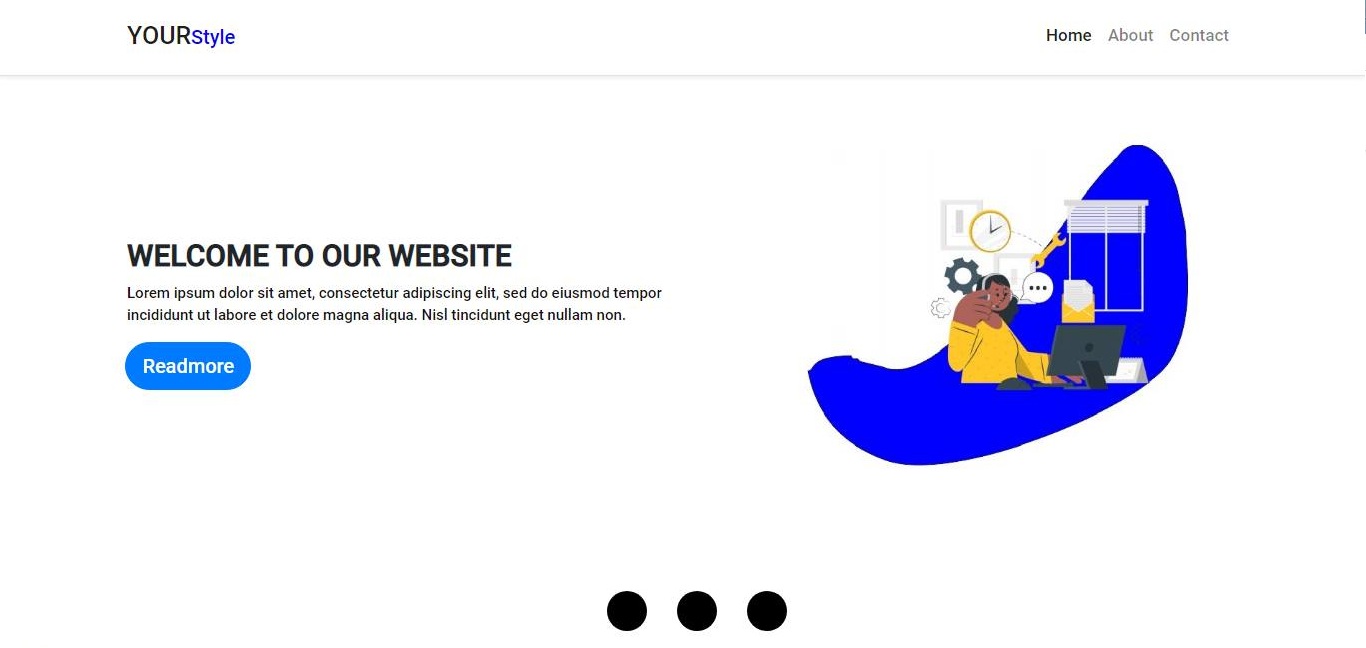 YOURStyle
Home About Contact
WELCOME TO OUR WEBSITE
Lorem ipsum dolor sit amet, consectetur adipiscing elit, sed do eiusmod tempor
incididunt ut labore et dolore magna aliqua. Nisl tincidunt eget nullam non.
Readmore